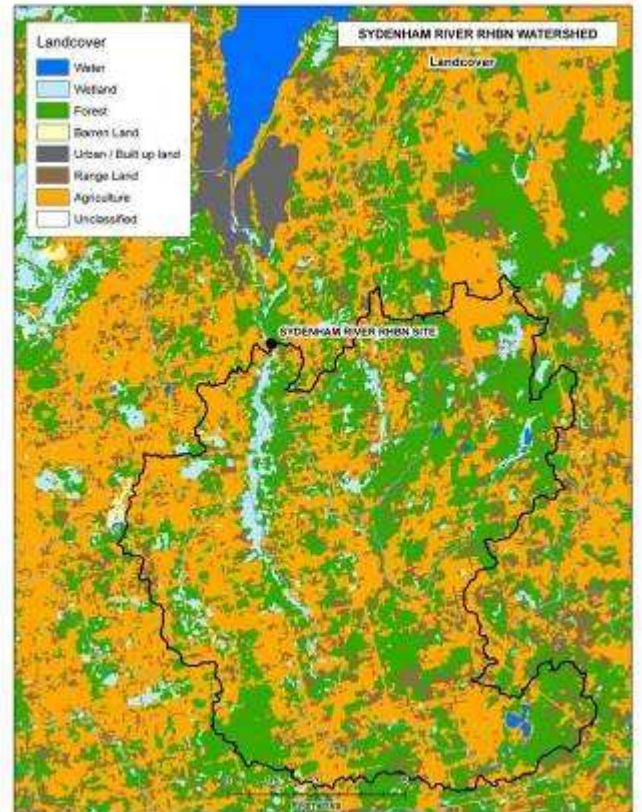 SYDENHAM RIVER RHBN WATERSHED
Landcover
Landcover
Water
Wetland
Forest
Barren Land
Urban / Built up land
Range Land
Agriculture
Unclassified
SYDENHAM RIVER RHBN SITE